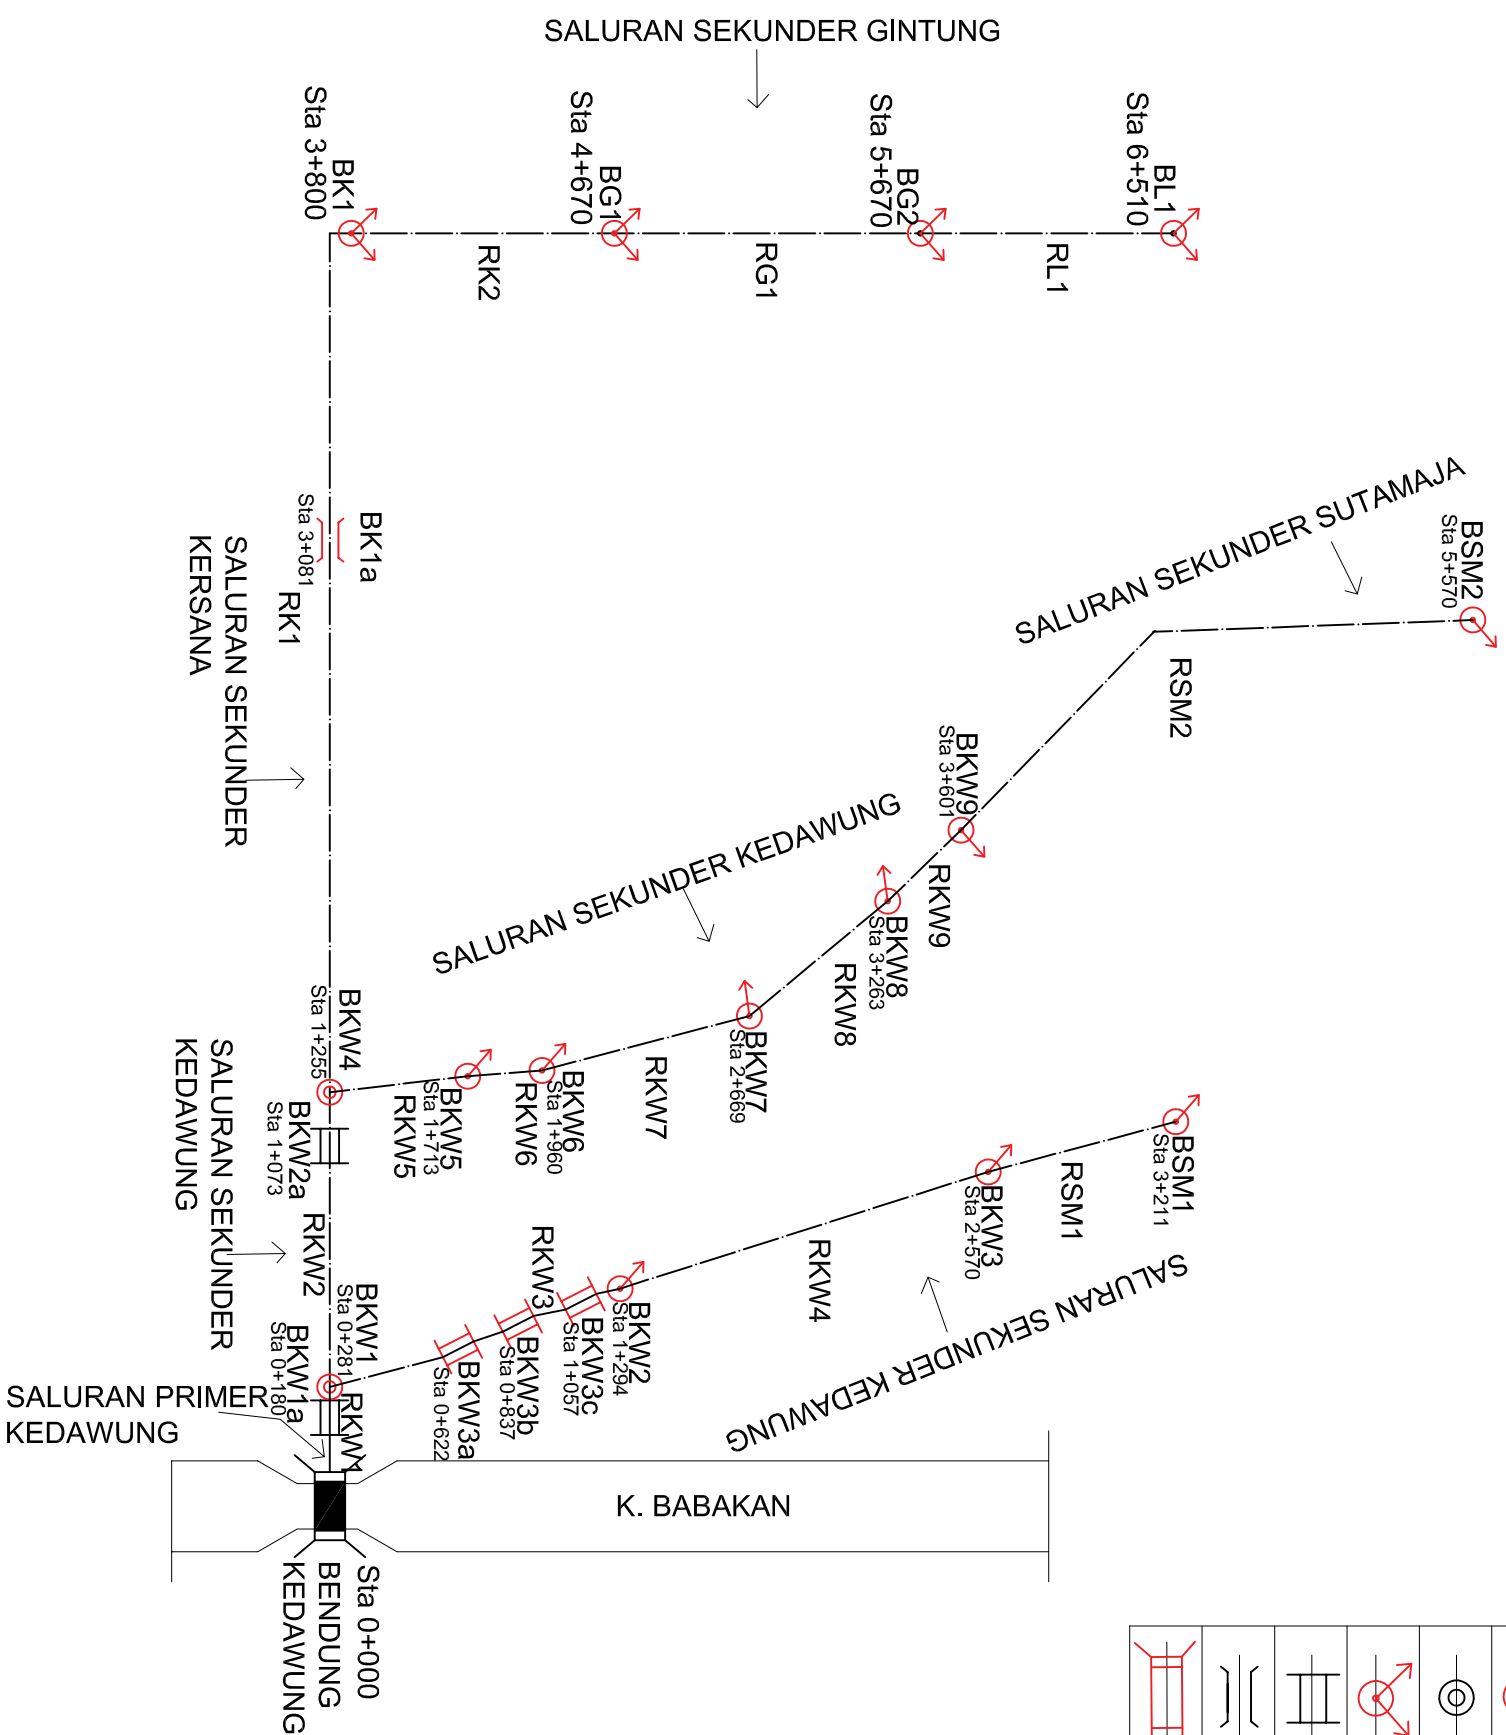 SALURAN SEKUNDER GINTUNG
BK1
Sta 3+800
BG1
Sta 4+670
BG2
Sta 5+670
BL1
Sta 6+510
RK2
RG1
RL1
BK1a
Sta 3+081
RK1
SALURAN SEKUNDER
KERSANA
SALURAN SEKUNDER SUTAMAJA
BSM2
Sta 5+570
RSM2
BKW9
Sta 3+601
RKW9
SALURAN SEKUNDER KEDAWUNG
BKW8
Sta 3+263
RKW8
BKW7
Sta 2+669
RKW7
BKW6
Sta 1+960
RKW6
BKW5
Sta 1+713
RKW5
BKW4
Sta 1+255
BKW2a
Sta 1+073
RKW2
SALURAN SEKUNDER
KEDAWUNG
BSM1
Sta 3+211
RSM1
BKW3
Sta 2+570
RKW4
SALURAN SEKUNDER KEDAWUNG
BKW2
Sta 1+294
RKW3
BKW3c
Sta 1+057
BKW3b
Sta 0+837
BKW3a
Sta 0+622
BKW1
Sta 0+281
BKW1a
Sta 0+180
RKW1
SALURAN PRIMER
KEDAWUNG
K. BABAKAN
Sta 0+000
BENDUNG
KEDAWUNG